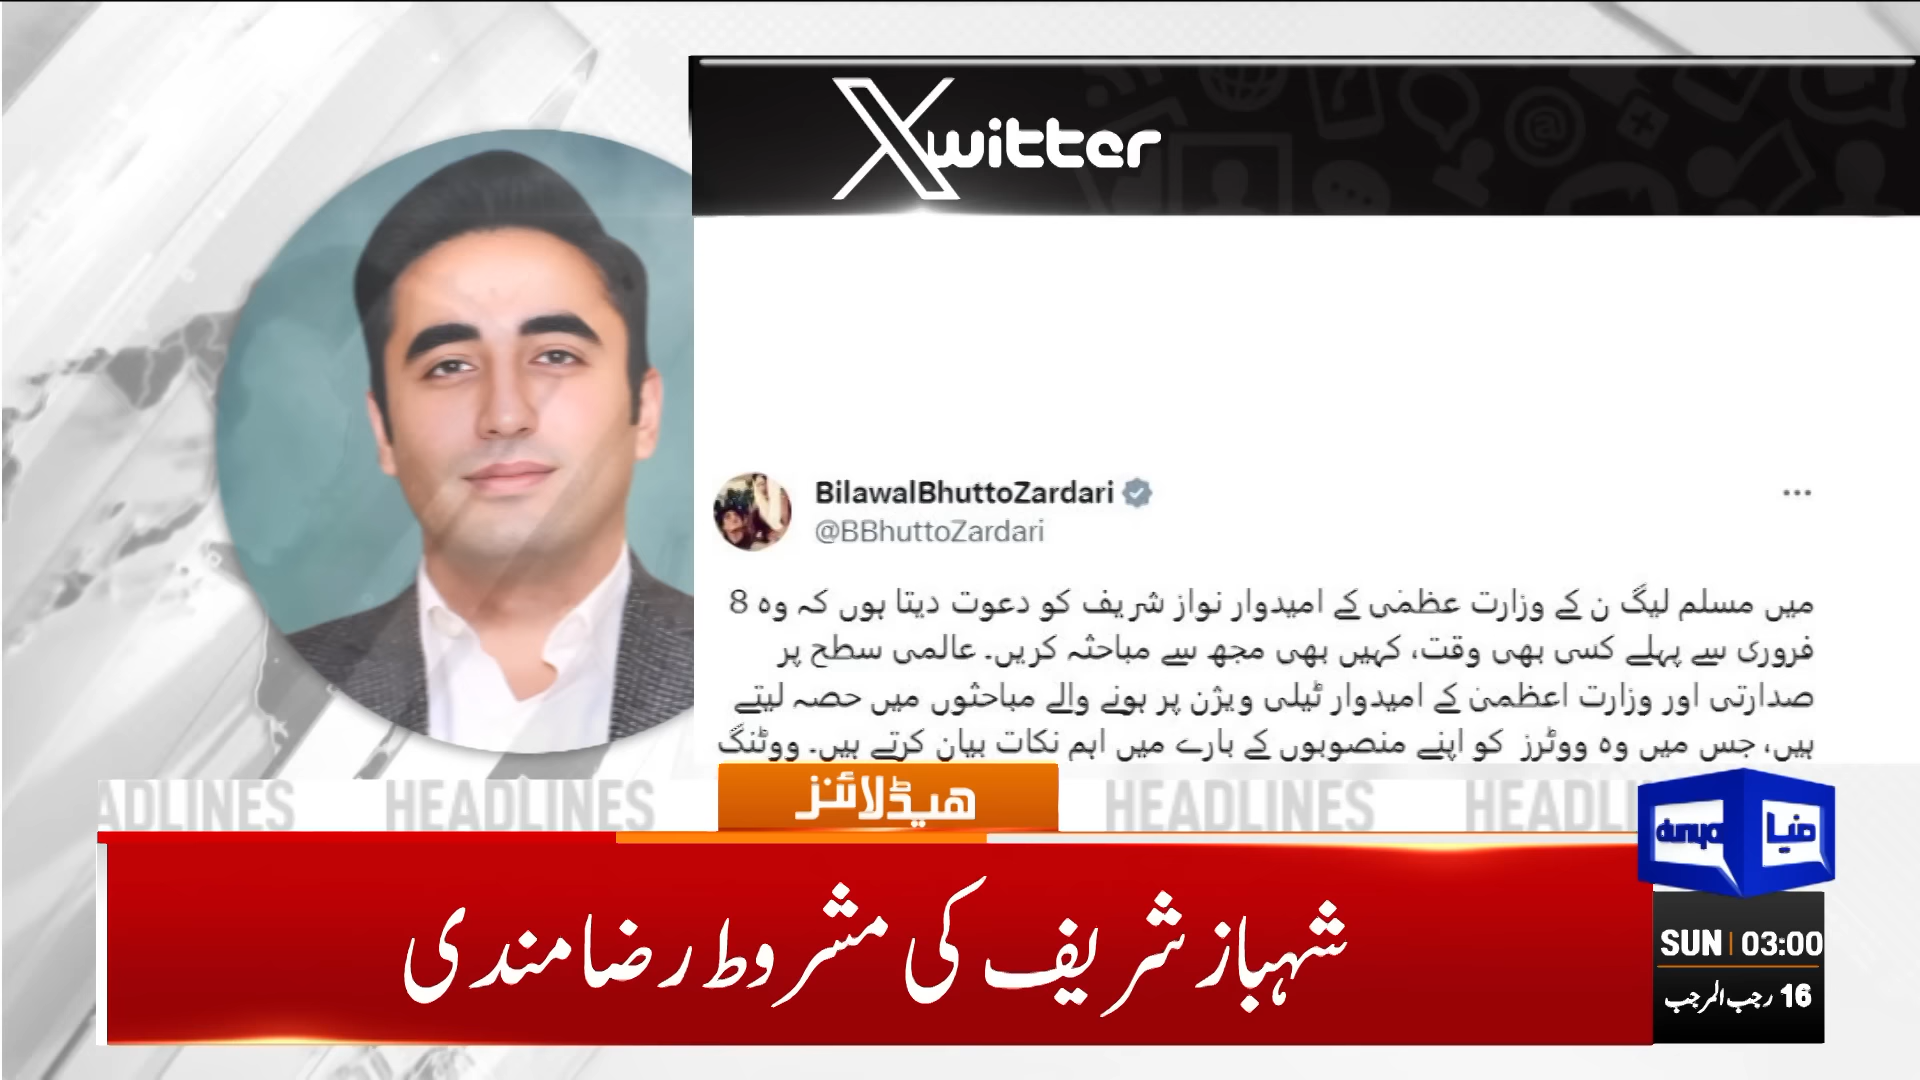 Xwitter
BilawalBhuttoZardari
@BBhuttoZardari
میں مسلم لیگ ن کے وزارت عظمٰی کے امیدوار نواز شریف کو دعوت دیتا ہوں کہ وہ 8
فروری سے پہلے کسی بھی وقت، کہیں بھی مجھ سے مباحثہ کریں۔ عالمی سطح پر
صدارتی اور وزارت اعظمیٰ کے امیدوار ٹیلی ویژن پر ہونے والے مباحثوں میں حصہ لیتے
ہیں، جس میں وہ ووٹرز کو اپنے منصوبوں کے بارے میں اہم نکات بیان کرتے ہیں۔ ووٹنگ
ADLINES HEADLINES HEADLINES HEADL
ھیڈلائنز
dunya دنیا
شہباز شریف کی مشروط رضامندی
SUN 03:00
16 رجب المرجب